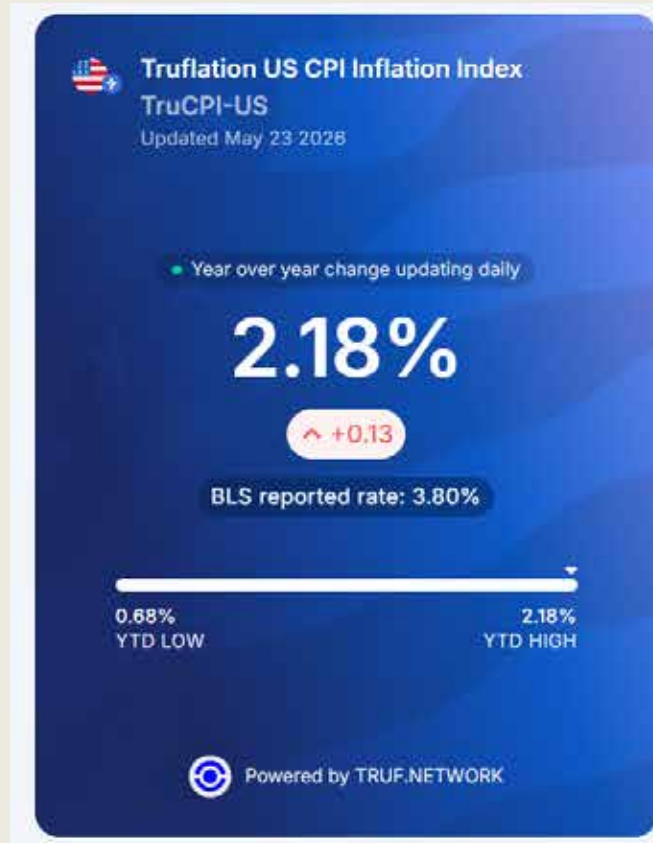 Truflation US CPI Inflation Index
TruCPI-US
Updated May 23 2026
Year over year change updating daily
2.18%
+0.13
BLS reported rate: 3.80%
0.68%
2.18%
YTD LOW
YTD HIGH
Powered by TRUF.NETWORK